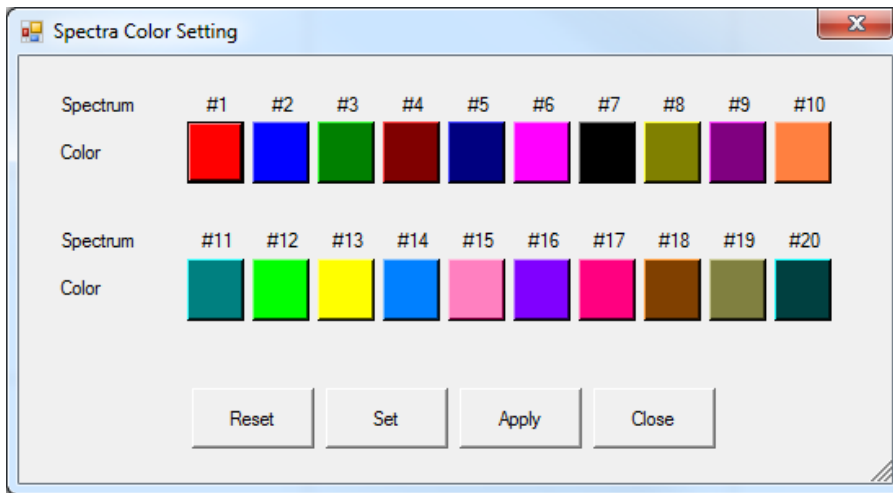 Spectra Color Setting
Spectrum #1 #2 #3 #4 #5 #6 #7 #8 #9 #10
Color
Spectrum #11 #12 #13 #14 #15 #16 #17 #18 #19 #20
Color
Reset Set Apply Close